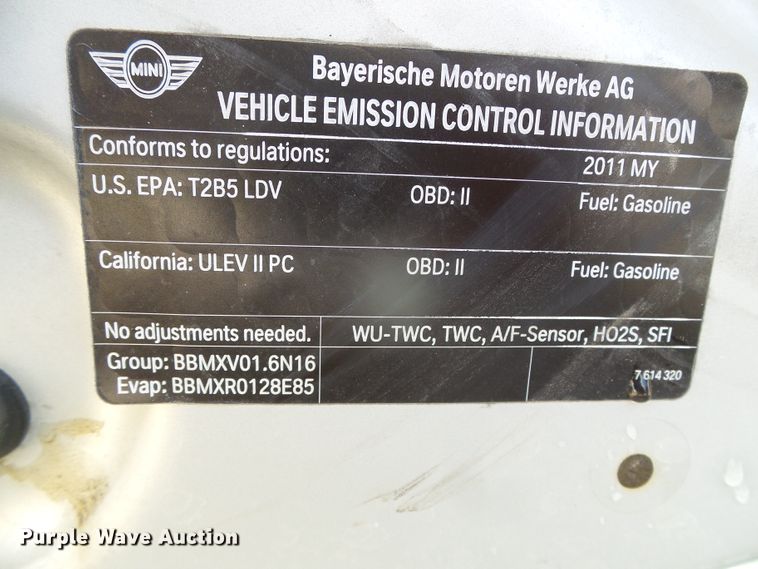 MINI
Bayerische Motoren Werke AG
VEHICLE EMISSION CONTROL INFORMATION
Conforms to regulations: 2011 MY
U.S. EPA: T2B5 LDV OBD: II Fuel: Gasoline
California: ULEV II PC OBD: II Fuel: Gasoline
No adjustments needed. WU-TWC, TWC, A/F-Sensor, HO2S, SFI
Group: BBMXV01.6N16
Evap: BBMXR0128E85 7 614 320
Purple Wave Auction